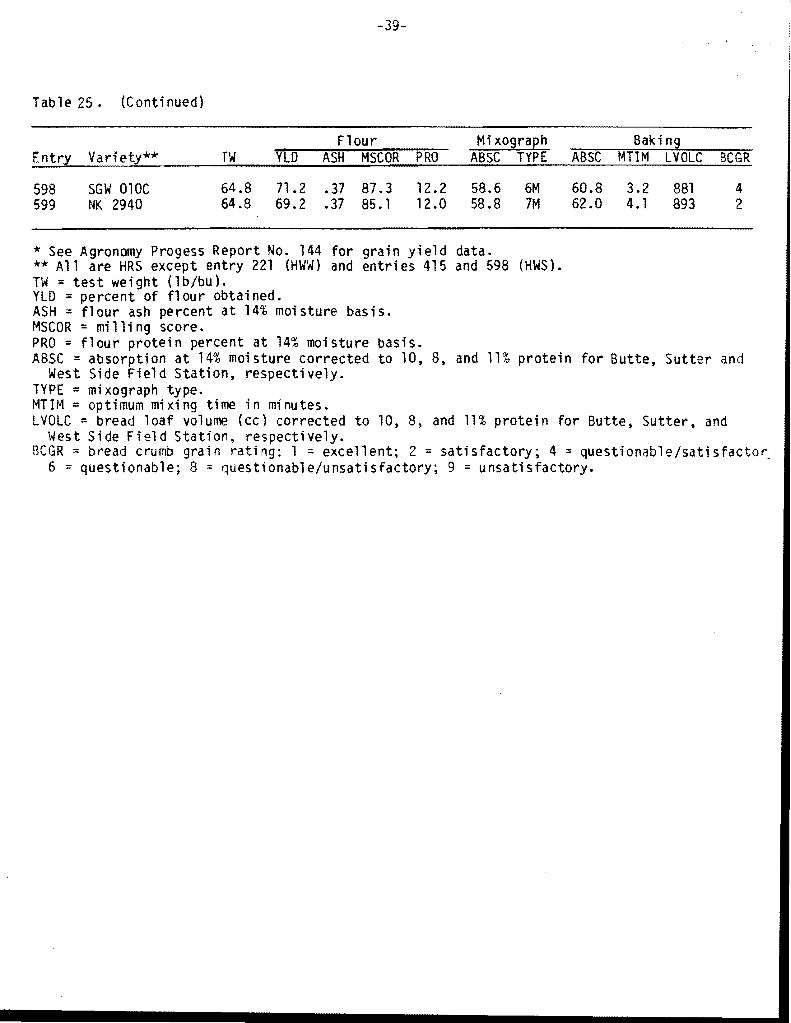 -39-
Table 25. (Continued)
Flour Mixograph Baking
Entry Variety** TW YLD ASH MSCOR PRO ABSC TYPE ABSC MTIM LVOLC BCGR
598 SGW 010C 64.8 71.2 .37 87.3 12.2 58.6 6M 60.8 3.2 881 4
599 NK 2940 64.8 69.2 .37 85.1 12.0 58.8 7M 62.0 4.1 893 2
* See Agronomy Progess Report No. 144 for grain yield data.
** All are HRS except entry 221 (HWW) and entries 415 and 598 (HWS).
TW = test weight (lb/bu).
YLD = percent of flour obtained.
ASH = flour ash percent at 14% moisture basis.
MSCOR = milling score.
PRO = flour protein percent at 14% moisture basis.
ABSC = absorption at 14% moisture corrected to 10, 8, and 11% protein for Butte, Sutter and
West Side Field Station, respectively.
TYPE = mixograph type.
MTIM = optimum mixing time in minutes.
LVOLC = bread loaf volume (cc) corrected to 10, 8, and 11% protein for Butte, Sutter, and
West Side Field Station, respectively.
BCGR = bread crumb grain rating: 1 = excellent; 2 = satisfactory; 4 = questionable/satisfactor
6 = questionable; 8 = questionable/unsatisfactory; 9 = unsatisfactory.